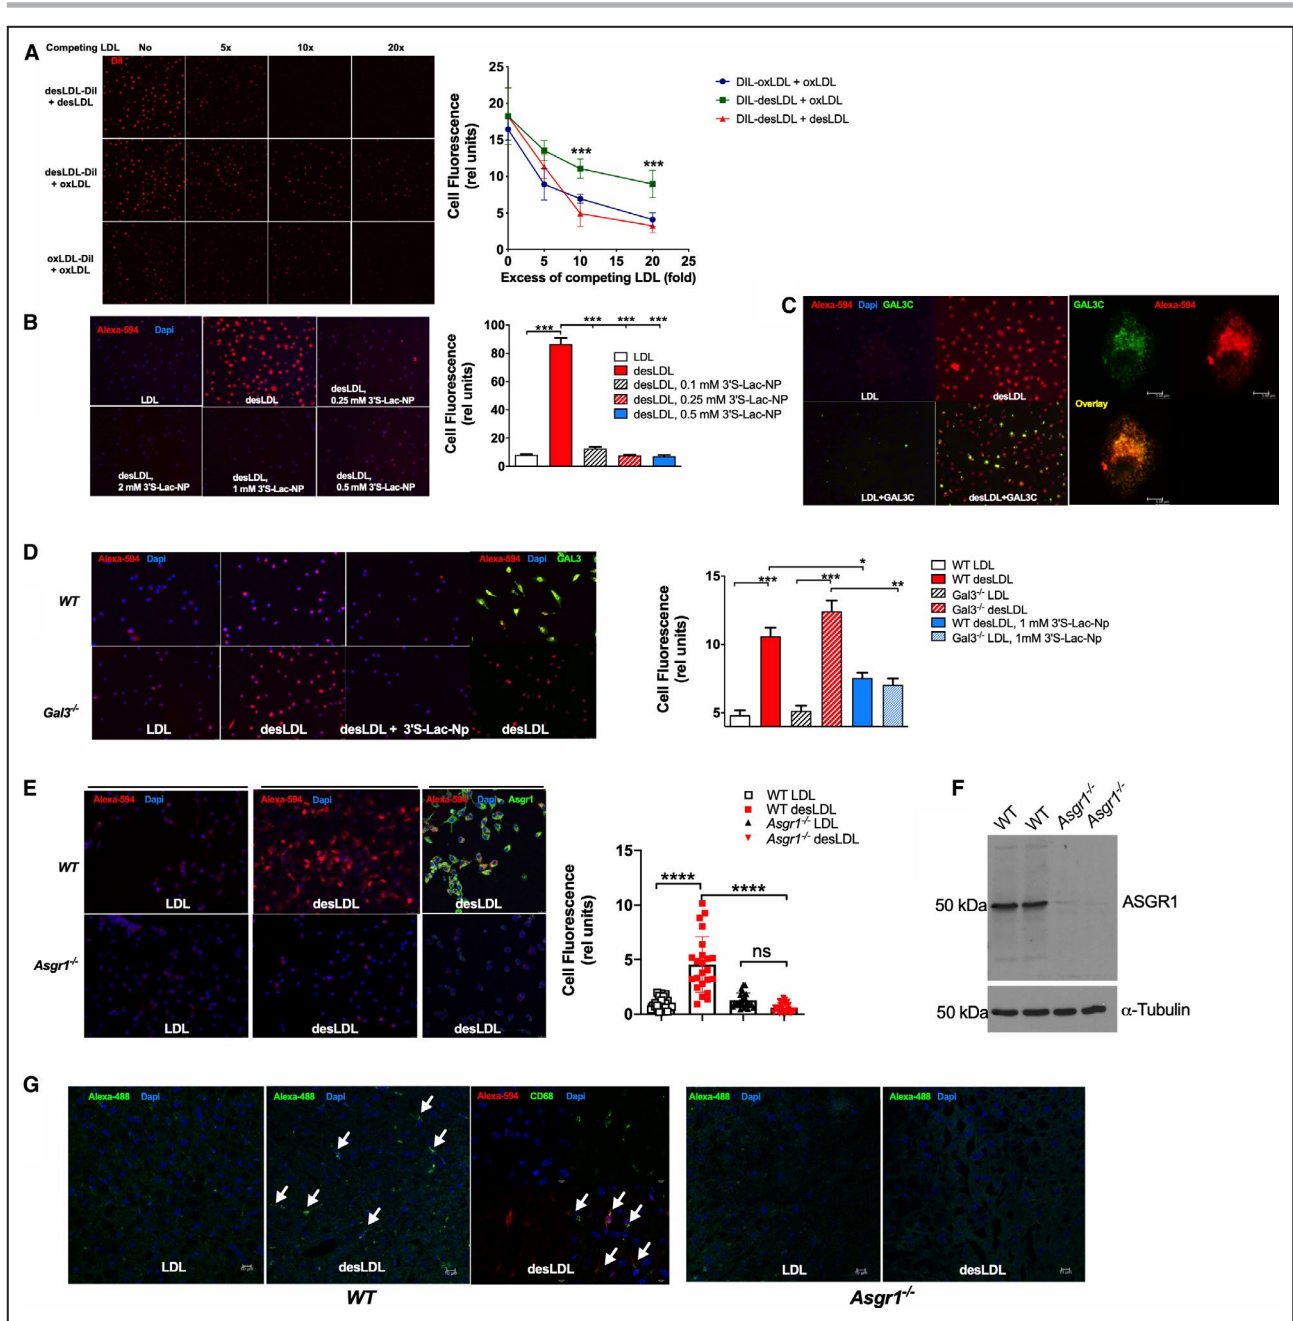 A
Competing LDL No 5x 10x 20x
Dil
desLDL-Dil
+ desLDL
desLDL-Dil
+ oxLDL
oxLDL-Dil
+ oxLDL
Cell Fluorescence
(rel units)
25
20
15
10
5
0
0 5 10 15 20 25
Excess of competing LDL (fold)
***
***
DIL-oxLDL + oxLDL
DIL-desLDL + oxLDL
DIL-desLDL + desLDL
B
Alexa-594 Dapi
LDL
desLDL
desLDL,
0.25 mM 3'S-Lac-NP
desLDL,
2 mM 3'S-Lac-NP
desLDL,
1 mM 3'S-Lac-NP
desLDL,
0.5 mM 3'S-Lac-NP
Cell Fluorescence
(rel units)
100
80
60
40
20
0
*** *** *** ***
LDL
desLDL
desLDL, 0.1 mM 3'S-Lac-NP
desLDL, 0.25 mM 3'S-Lac-NP
desLDL, 0.5 mM 3'S-Lac-NP
C
Alexa-594 Dapi GAL3C
LDL
desLDL
LDL+GAL3C
desLDL+GAL3C
GAL3C
Alexa-594
Overlay
D
Alexa-594 Dapi
Alexa-594 Dapi GAL3
WT
Gal3-/-
LDL
desLDL
desLDL + 3'S-Lac-Np
desLDL
Cell Fluorescence
(rel units)
15
10
5
*** *** * **
WT LDL
WT desLDL
Gal3-/- LDL
Gal3-/- desLDL
WT desLDL, 1 mM 3'S-Lac-Np
Gal3-/- LDL, 1mM 3'S-Lac-Np
E
Alexa-594 Dapi
Alexa-594 Dapi
Alexa-594 Dapi Asgr1
WT
LDL
desLDL
desLDL
Asgr1-/-
LDL
desLDL
desLDL
Cell Fluorescence
(rel units)
15
10
5
0
**** **** ns
WT LDL
WT desLDL
Asgr1-/- LDL
Asgr1-/- desLDL
F
WT WT Asgr1-/- Asgr1-/-
50 kDa
ASGR1
50 kDa
α-Tubulin
G
Alexa-488 Dapi
LDL
Alexa-488 Dapi
desLDL
Alexa-594 CD68 Dapi
desLDL
Alexa-488 Dapi
LDL
Alexa-488 Dapi
desLDL
WT
Asgr1-/-